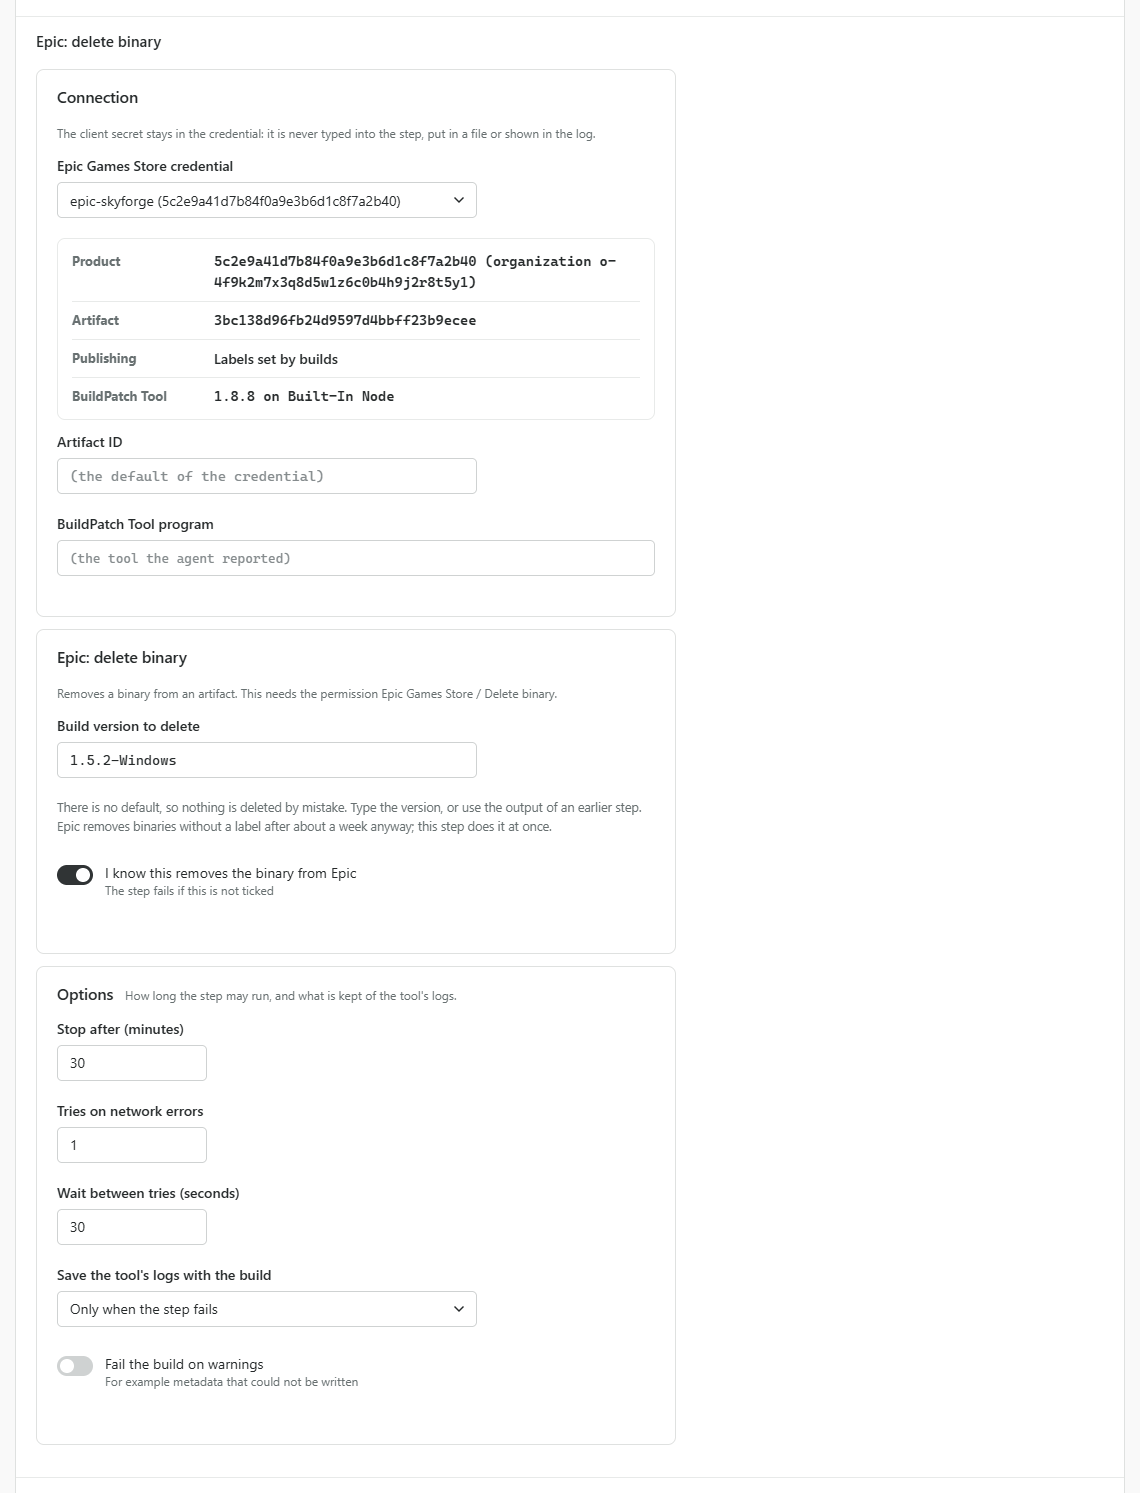 Epic: delete binary
Connection
The client secret stays in the credential: it is never typed into the step, put in a file or shown in the log.
Epic Games Store credential
epic-skyforge (5c2e9a41d7b84f0a9e3b6d1c8f7a2b40)
Product
5c2e9a41d7b84f0a9e3b6d1c8f7a2b40 (organization o-
4f9k2m7x3q8d5w1z6c0b4h9j2r8t5y1)
Artifact
3bc138d96fb24d9597d4bbff23b9ecee
Publishing
Labels set by builds
BuildPatch Tool
1.8.8 on Built-In Node
Artifact ID
(the default of the credential)
BuildPatch Tool program
(the tool the agent reported)
Epic: delete binary
Removes a binary from an artifact. This needs the permission Epic Games Store / Delete binary.
Build version to delete
1.5.2-Windows
There is no default, so nothing is deleted by mistake. Type the version, or use the output of an earlier step.
Epic removes binaries without a label after about a week anyway; this step does it at once.
I know this removes the binary from Epic
The step fails if this is not ticked
Options How long the step may run, and what is kept of the tool's logs.
Stop after (minutes)
30
Tries on network errors
1
Wait between tries (seconds)
30
Save the tool's logs with the build
Only when the step fails
Fail the build on warnings
For example metadata that could not be written